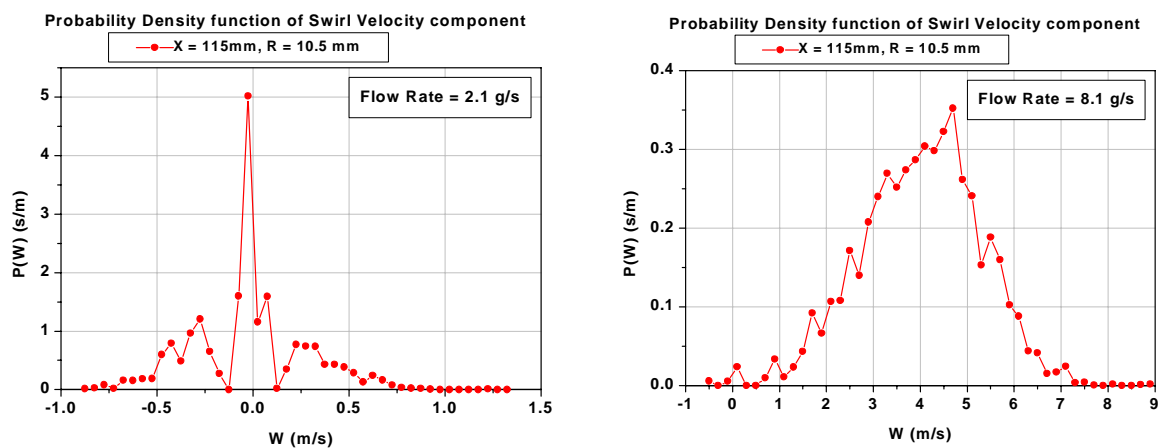 Probability Density function of Swirl Velocity component
X = 115mm, R = 10.5 mm
Flow Rate = 2.1 g/s
P(W) (s/m)
5
4
3
2
1
0
-1.0 -0.5 0.0 0.5 1.0 1.5
W (m/s)
Probability Density function of Swirl Velocity component
X = 115mm, R = 10.5 mm
Flow Rate = 8.1 g/s
P(W) (s/m)
0.4
0.3
0.2
0.1
0.0
-1 0 1 2 3 4 5 6 7 8 9
W (m/s)